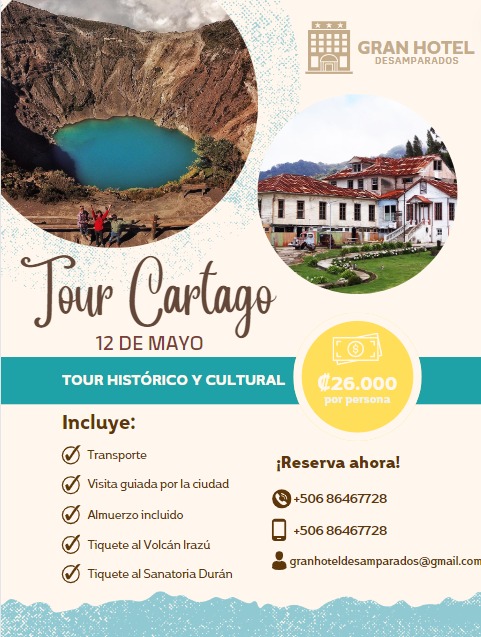 GRAN HOTEL
DESAMPARADOS
Tour Cartago
12 DE MAYO
TOUR HISTÓRICO Y CULTURAL
₡26.000
por persona
Incluye:
Transporte
Visita guiada por la ciudad
Almuerzo incluido
Tiquete al Volcán Irazú
Tiquete al Sanatoria Durán
¡Reserva ahora!
+506 86467728
+506 86467728
granhoteldesamparados@gmail.com